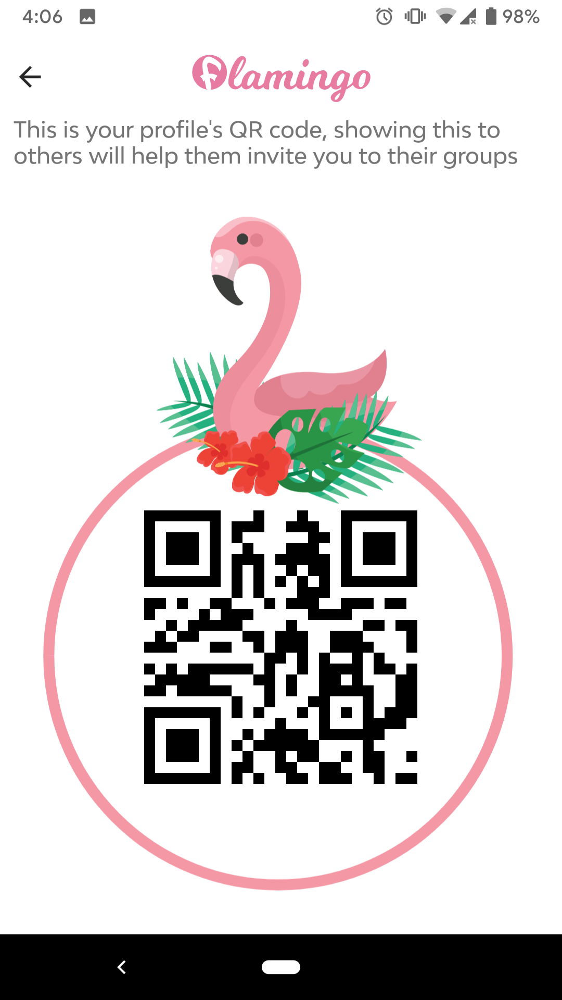 4:06
98%
Flamingo
This is your profile's QR code, showing this to
others will help them invite you to their groups